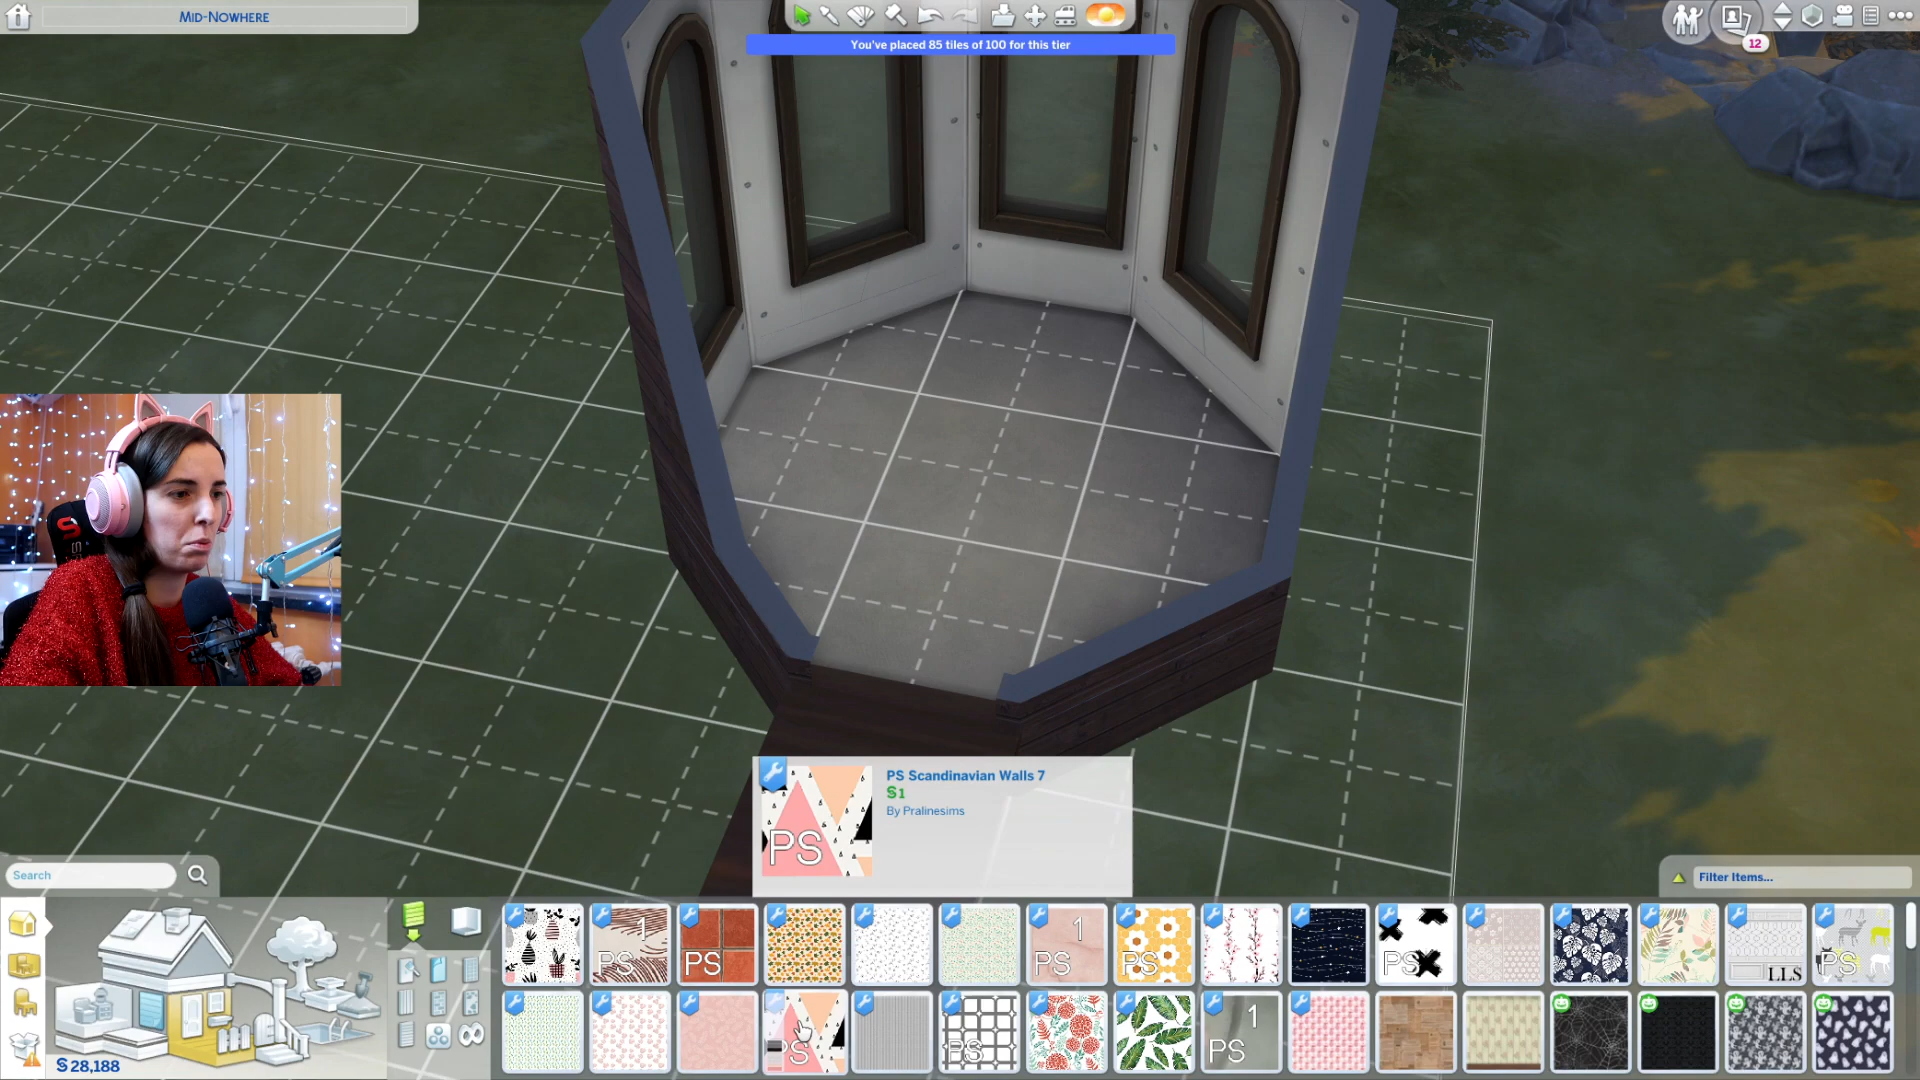 Mid-Nowhere
You've placed 85 tiles of 100 for this tier
12
PS Scandinavian Walls 7
§1
By Pralinesims
PS
Search
Filter Items...
1
PS
PS
1
PS
PS
PS
LLS
PS
PS
PS
1
PS
§28,188